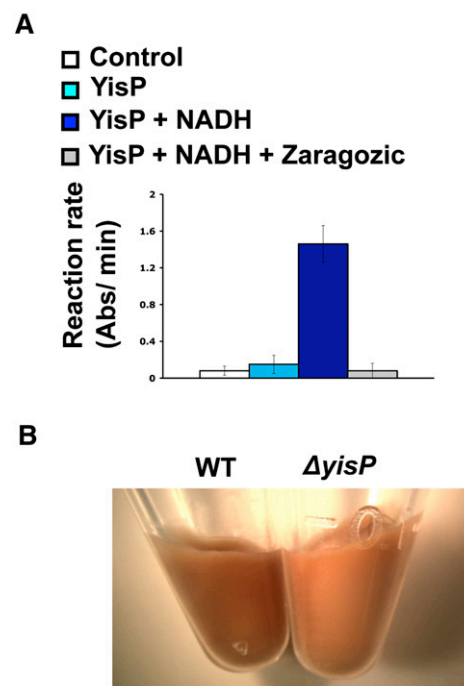 A
Control
YisP
YisP + NADH
YisP + NADH + Zaragozic
Reaction rate
(Abs/ min)
2
1.6
1.2
0.8
0.4
0
B
WT
ΔyisP